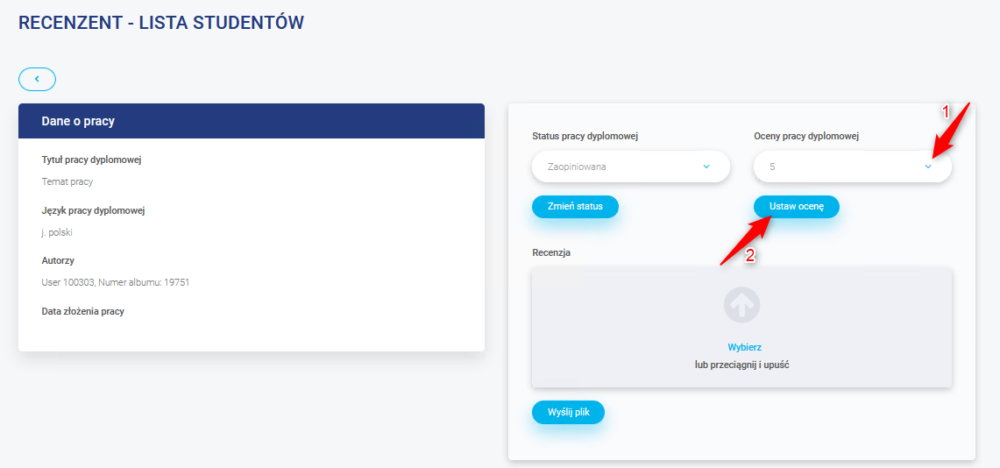 RECENZENT - LISTA STUDENTÓW
Dane o pracy
Tytuł pracy dyplomowej
Temat pracy
Język pracy dyplomowej
j. polski
Autorzy
User 100303, Numer albumu: 19751
Data złożenia pracy
1
Status pracy dyplomowej
Oceny pracy dyplomowej
Zaopiniowana
5
Zmień status
Ustaw ocenę
2
Recenzja
Wybierz
lub przeciągnij i upuść
Wyślij plik